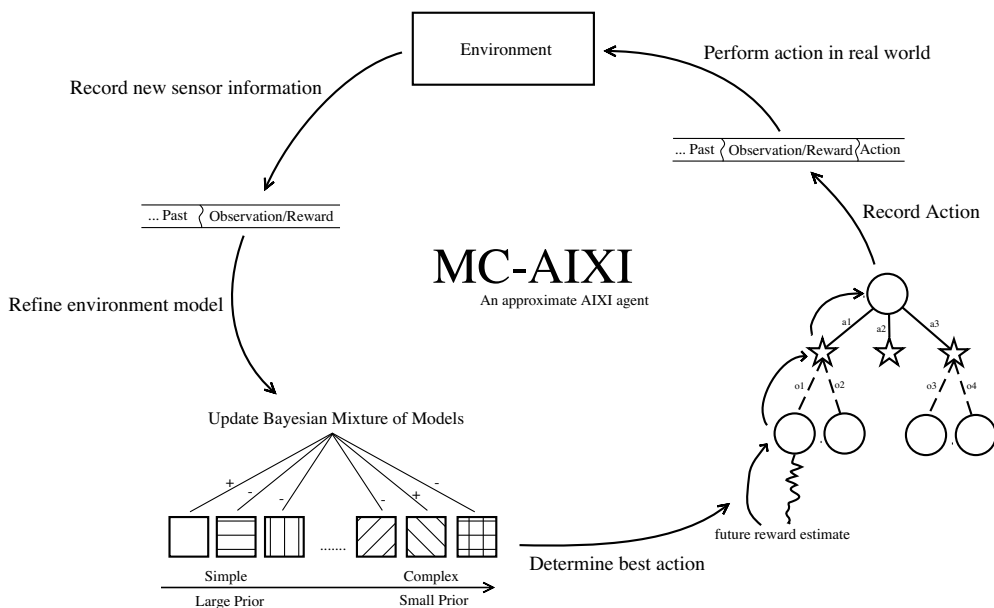 Environment
Perform action in real world
Record new sensor information
... Past Observation/Reward Action
... Past Observation/Reward
Record Action
MC-AIXI
An approximate AIXI agent
Refine environment model
a1 a2 a3
o1 o2 o3 o4
Update Bayesian Mixture of Models
+ - - - + -
.......
future reward estimate
Determine best action
Simple Complex
Large Prior Small Prior